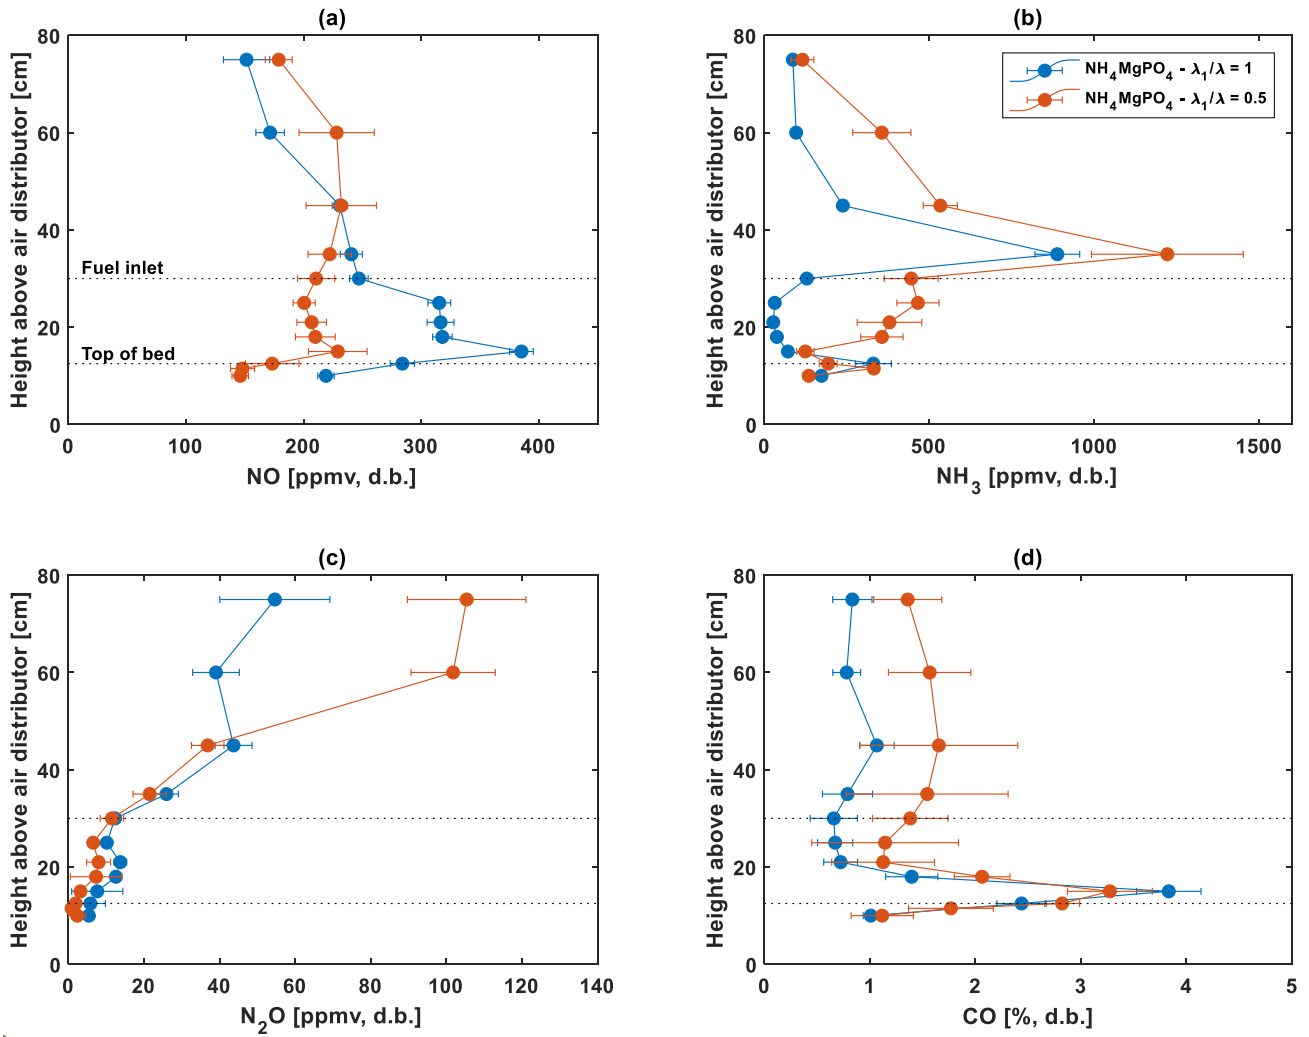 (a)
80
60
40
20
0
Height above air distributor [cm]
Fuel inlet
Top of bed
0 100 200 300 400
NO [ppmv, d.b.]
(b)
80
60
40
20
0
Height above air distributor [cm]
NH₄MgPO₄ - λ₁/λ = 1
NH₄MgPO₄ - λ₁/λ = 0.5
0 500 1000 1500
NH₃ [ppmv, d.b.]
(c)
80
60
40
20
0
Height above air distributor [cm]
0 20 40 60 80 100 120 140
N₂O [ppmv, d.b.]
(d)
80
60
40
20
0
Height above air distributor [cm]
0 1 2 3 4 5
CO [%, d.b.]